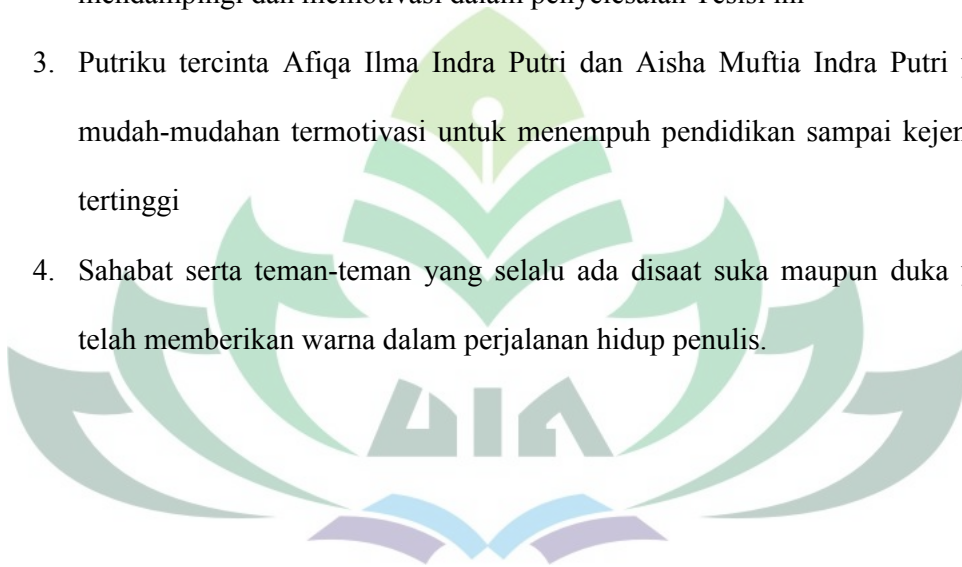 mendampingi dan memotivasi dalam penyelesaian Tesisi ini
3. Putriku tercinta Afiqa Ilma Indra Putri dan Aisha Muftia Indra Putri
mudah-mudahan termotivasi untuk menempuh pendidikan sampai
tertinggi
4. Sahabat serta teman-teman yang selalu ada disaat suka maupun duka
telah memberikan warna dalam perjalanan hidup penulis.
UIN